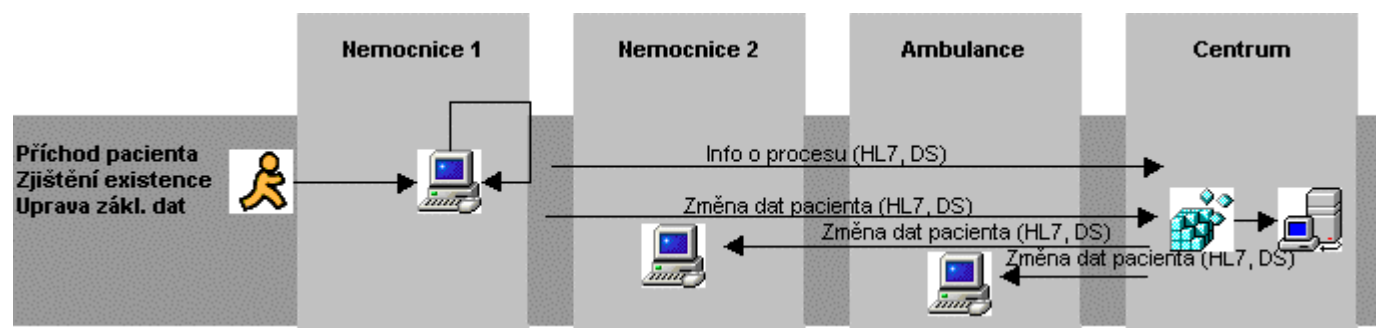 Nemocnice 1
Nemocnice 2
Ambulance
Centrum
Příchod pacienta
Zjištění existence
Uprava zákl. dat
Info o procesu (HL7, DS)
Změna dat pacienta (HL7, DS)
Změna dat pacienta (HL7, DS)
Změna dat pacienta (HL7, DS)